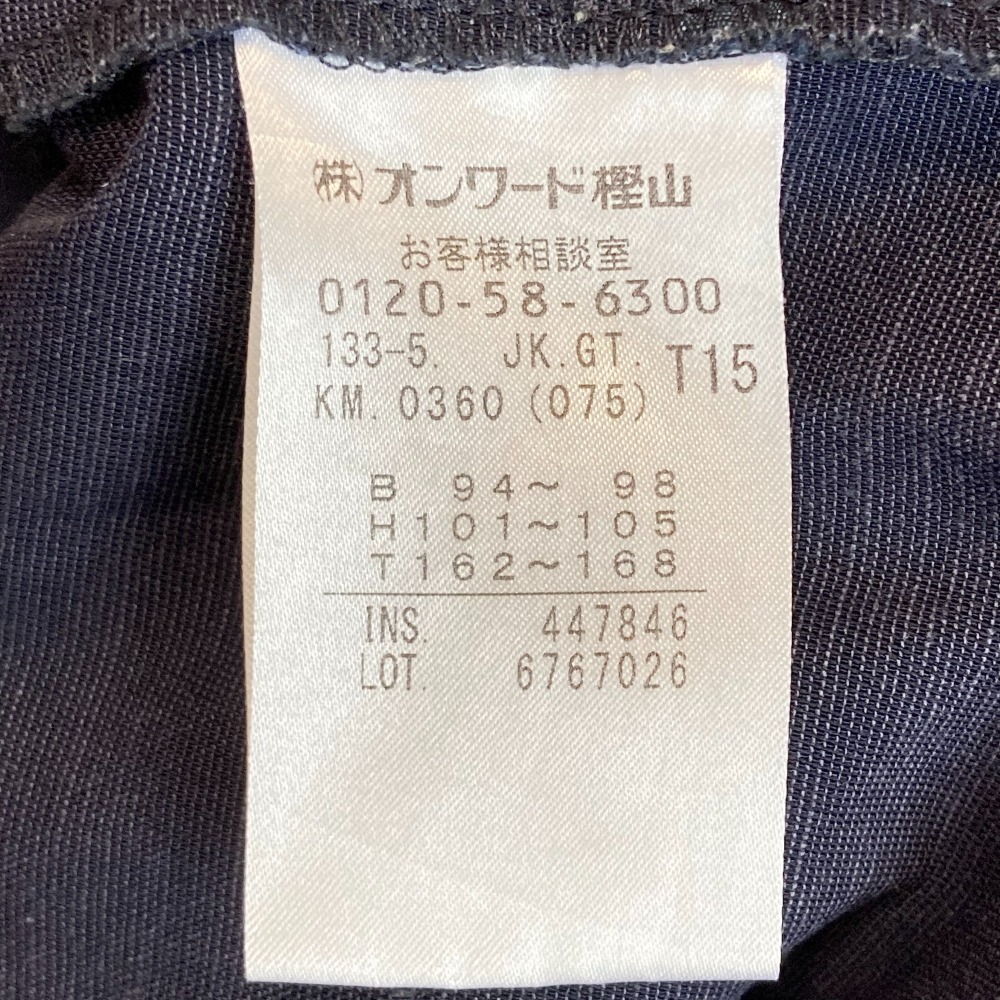 ㈱オンワード樫山
お客様相談室
0120-58-6300
133-5. JK.GT. T15
KM. 0360 (075)
B 94～ 98
H101～105
T162～168
INS. 447846
LOT. 6767026